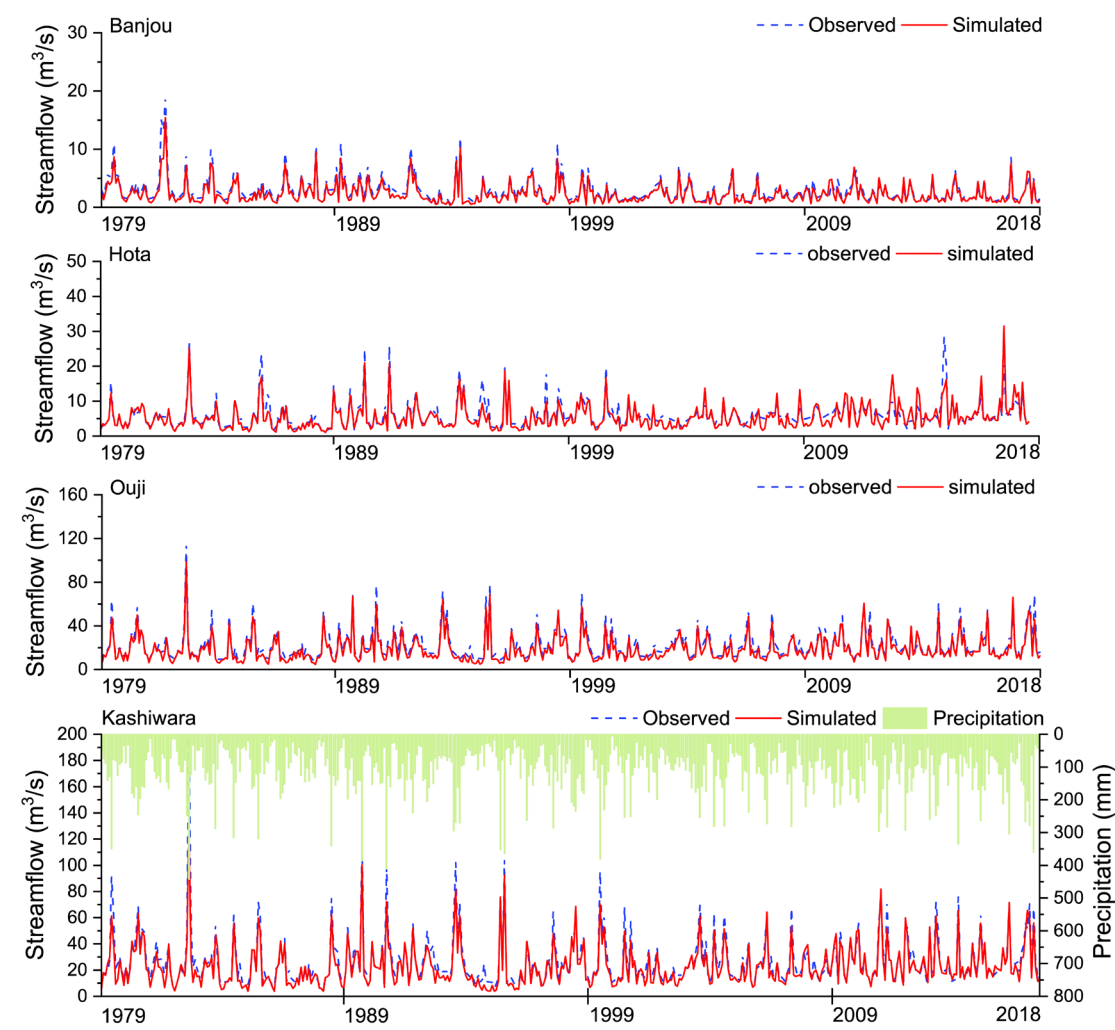 Banjou
Observed Simulated
Streamflow (m³/s)
30
20
10
0
1979 1989 1999 2009 2018
Hota
observed simulated
Streamflow (m³/s)
50
40
30
20
10
0
1979 1989 1999 2009 2018
Ouji
observed simulated
Streamflow (m³/s)
160
120
80
40
0
1979 1989 1999 2009 2018
Kashiwara
Observed Simulated Precipitation
Streamflow (m³/s)
200
180
160
140
120
100
80
60
40
20
0
0
100
200
300
400
500
600
700
800
Precipitation (mm)
1979 1989 1999 2009 2018